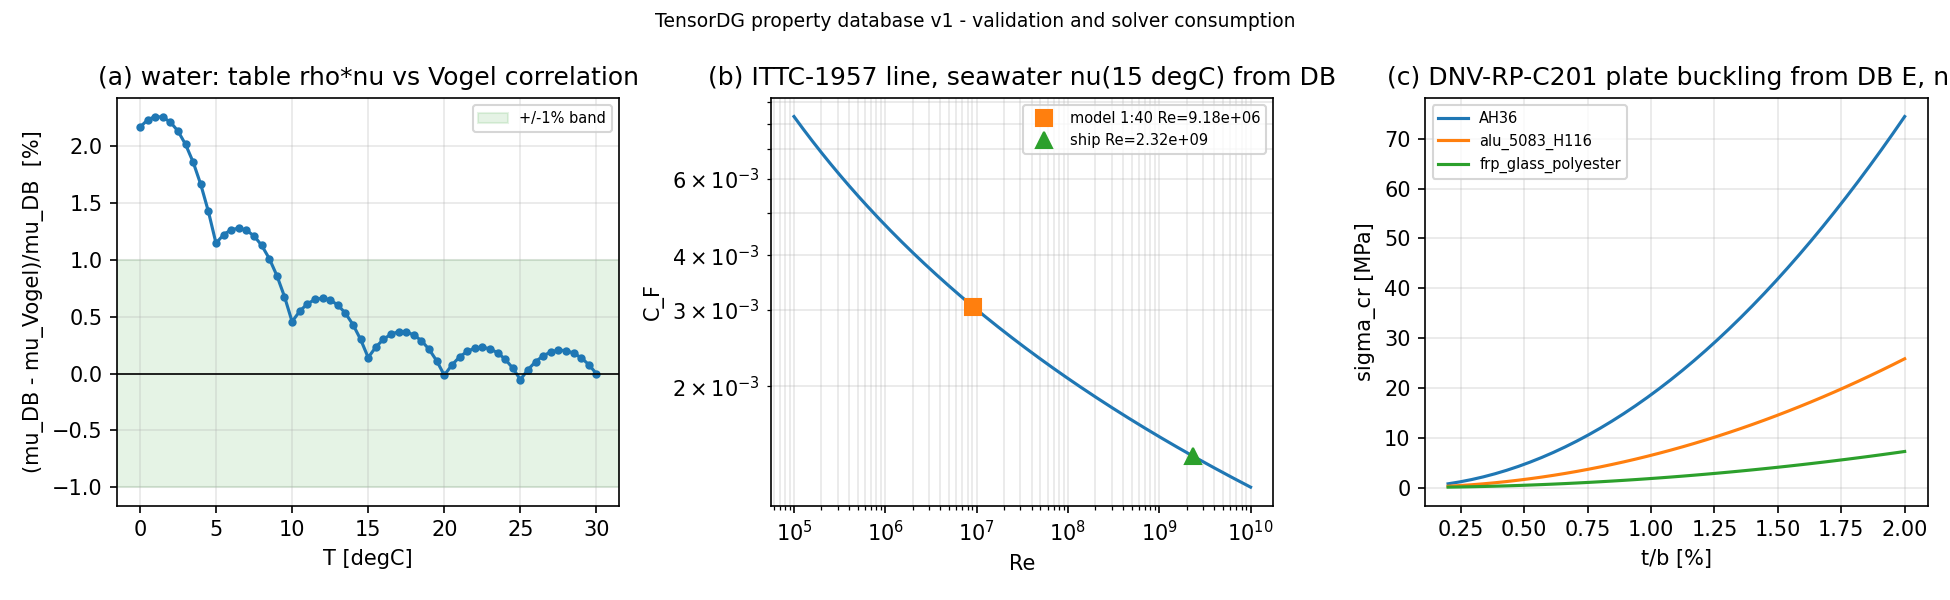 TensorDG property database v1 - validation and solver consumption
(a) water: table rho*nu vs Vogel correlation
+/-1% band
(mu_DB - mu_Vogel)/mu_DB [%]
2.0
1.5
1.0
0.5
0.0
−0.5
−1.0
0 5 10 15 20 25 30
T [degC]
(b) ITTC-1957 line, seawater nu(15 degC) from DB
model 1:40 Re=9.18e+06
ship Re=2.32e+09
C_F
6 × 10⁻³
4 × 10⁻³
3 × 10⁻³
2 × 10⁻³
10⁵ 10⁶ 10⁷ 10⁸ 10⁹ 10¹⁰
Re
(c) DNV-RP-C201 plate buckling from DB E, n
AH36
alu_5083_H116
frp_glass_polyester
sigma_cr [MPa]
70
60
50
40
30
20
10
0
0.25 0.50 0.75 1.00 1.25 1.50 1.75 2.00
t/b [%]